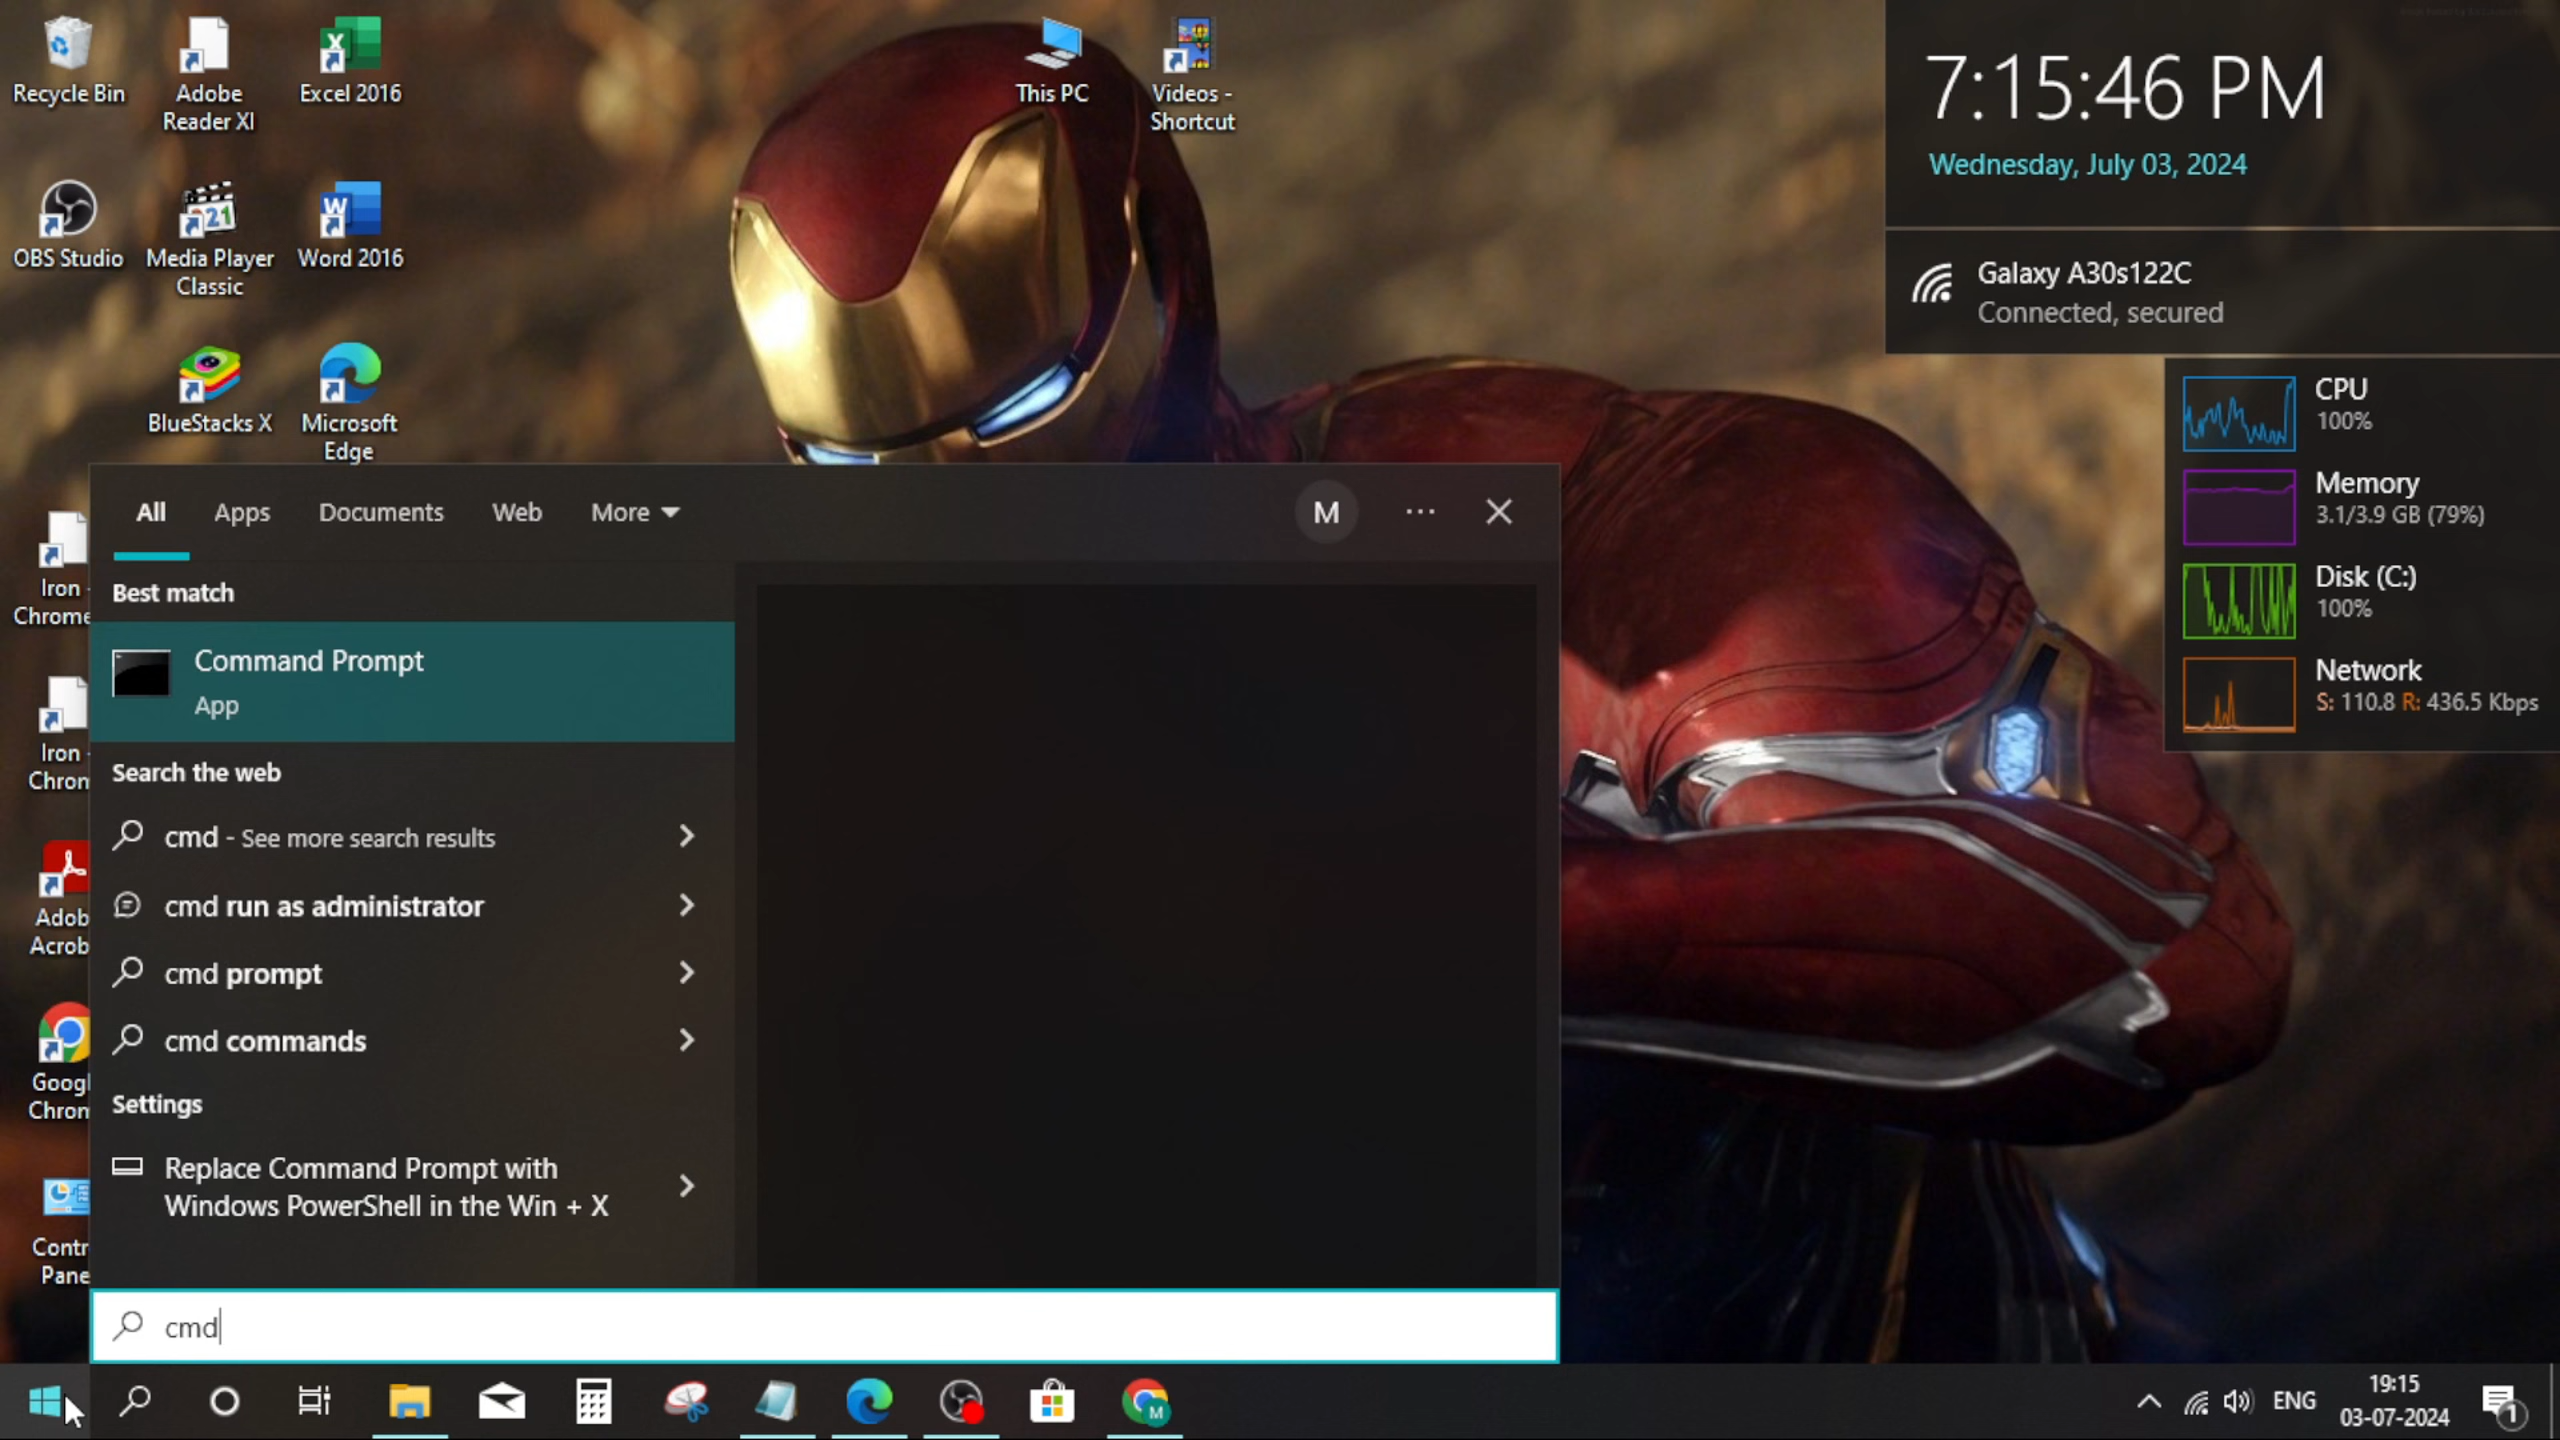 Recycle Bin
Adobe
Reader XI
Excel 2016
This PC
Videos -
Shortcut
OBS Studio
Media Player
Classic
Word 2016
BlueStacks X
Microsoft
Edge
Iron -
Chrome
Iron -
Chrom
Adob
Acrob
Googl
Chrom
Contr
Pane
7:15:46 PM
Wednesday, July 03, 2024
Galaxy A30s122C
Connected, secured
CPU
100%
Memory
3.1/3.9 GB (79%)
Disk (C:)
100%
Network
S: 110.8 R: 436.5 Kbps
All
Apps
Documents
Web
More
M
Best match
Command Prompt
App
Search the web
cmd - See more search results
cmd run as administrator
cmd prompt
cmd commands
Settings
Replace Command Prompt with
Windows PowerShell in the Win + X
cmd
M
ENG
19:15
03-07-2024
1